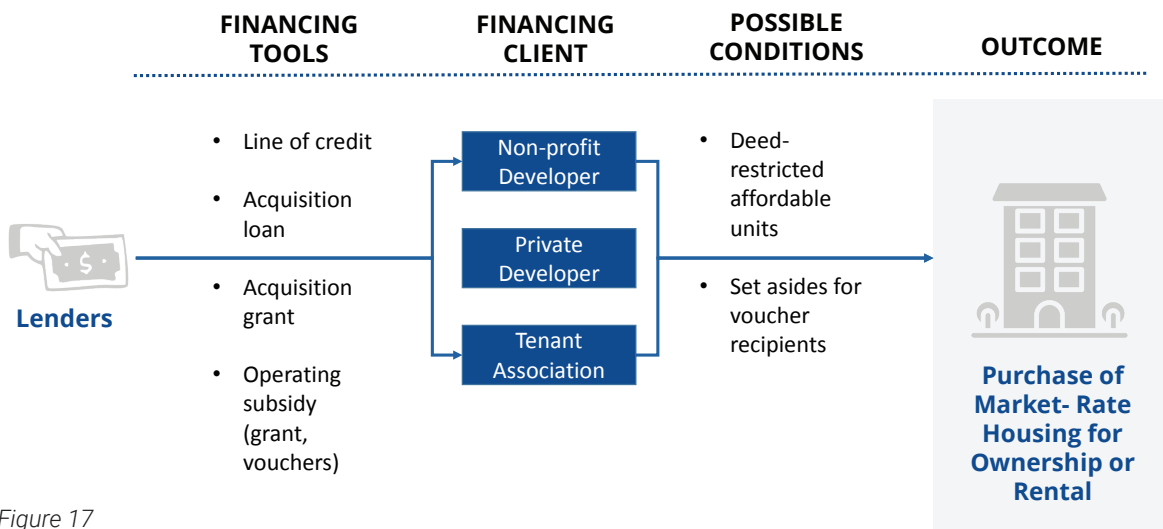 FINANCING
TOOLS
FINANCING
CLIENT
POSSIBLE
CONDITIONS
OUTCOME
$
Lenders
• Line of credit
• Acquisition
loan
• Acquisition
grant
• Operating
subsidy
(grant,
vouchers)
Non-profit
Developer
Private
Developer
Tenant
Association
• Deed-
restricted
affordable
units
• Set asides for
voucher
recipients
Purchase of
Market- Rate
Housing for
Ownership or
Rental
Figure 17